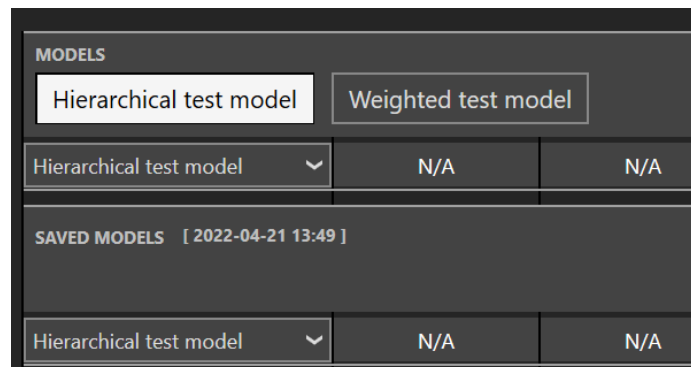 MODELS
Hierarchical test model Weighted test model
Hierarchical test model N/A N/A
SAVED MODELS [ 2022-04-21 13:49 ]
Hierarchical test model N/A N/A